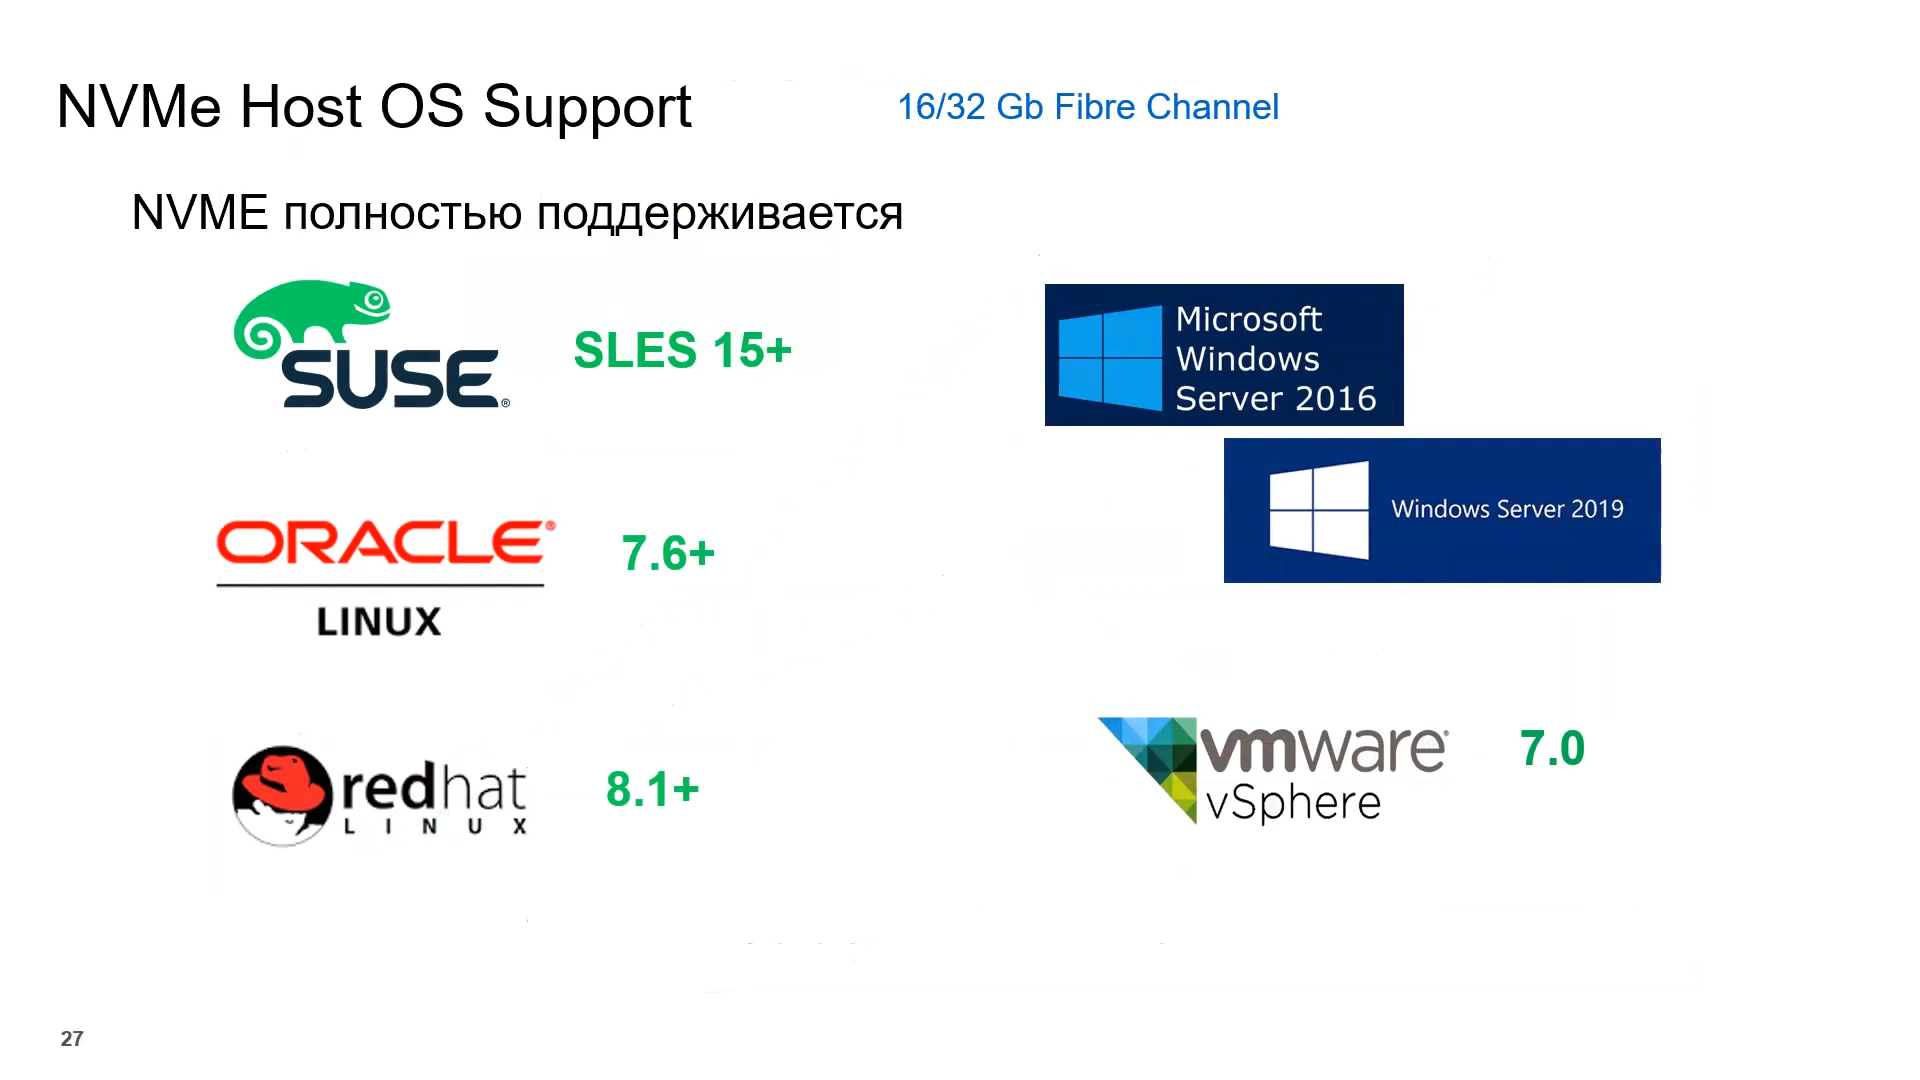 NVMe Host OS Support
16/32 Gb Fibre Channel
NVME полностью поддерживается
SUSE®
SLES 15+
Microsoft
Windows
Server 2016
Windows Server 2019
ORACLE®
LINUX
7.6+
redhat
LINUX
8.1+
vmware®
vSphere
7.0
27